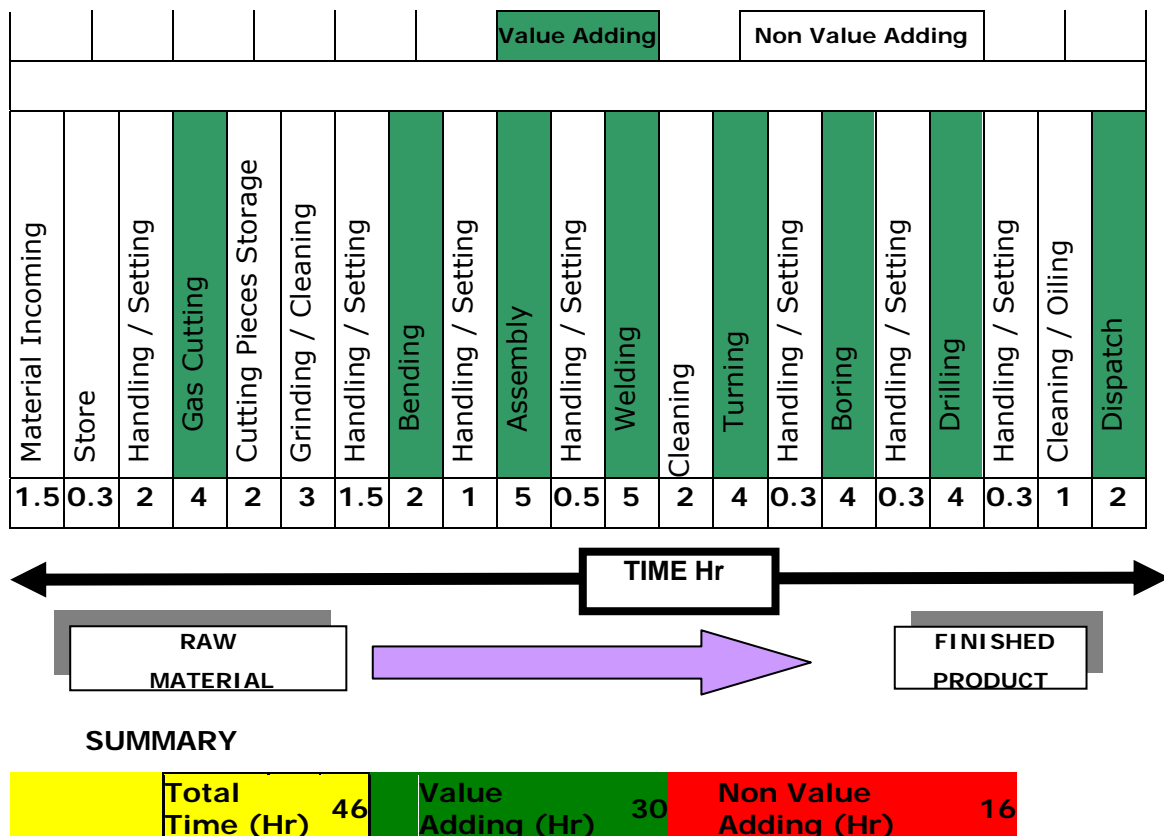 Value Adding Non Value Adding
Material Incoming
Store
Handling / Setting
Gas Cutting
Cutting Pieces Storage
Grinding / Cleaning
Handling / Setting
Bending
Handling / Setting
Assembly
Handling / Setting
Welding
Cleaning
Turning
Handling / Setting
Boring
Handling / Setting
Drilling
Handling / Setting
Cleaning / Oiling
Dispatch
1.5 0.3 2 4 2 3 1.5 2 1 5 0.5 5 2 4 0.3 4 0.3 4 0.3 1 2
TIME Hr
RAW
MATERIAL
FINISHED
PRODUCT
SUMMARY
Total
Time (Hr) 46
Value
Adding (Hr) 30
Non Value
Adding (Hr) 16